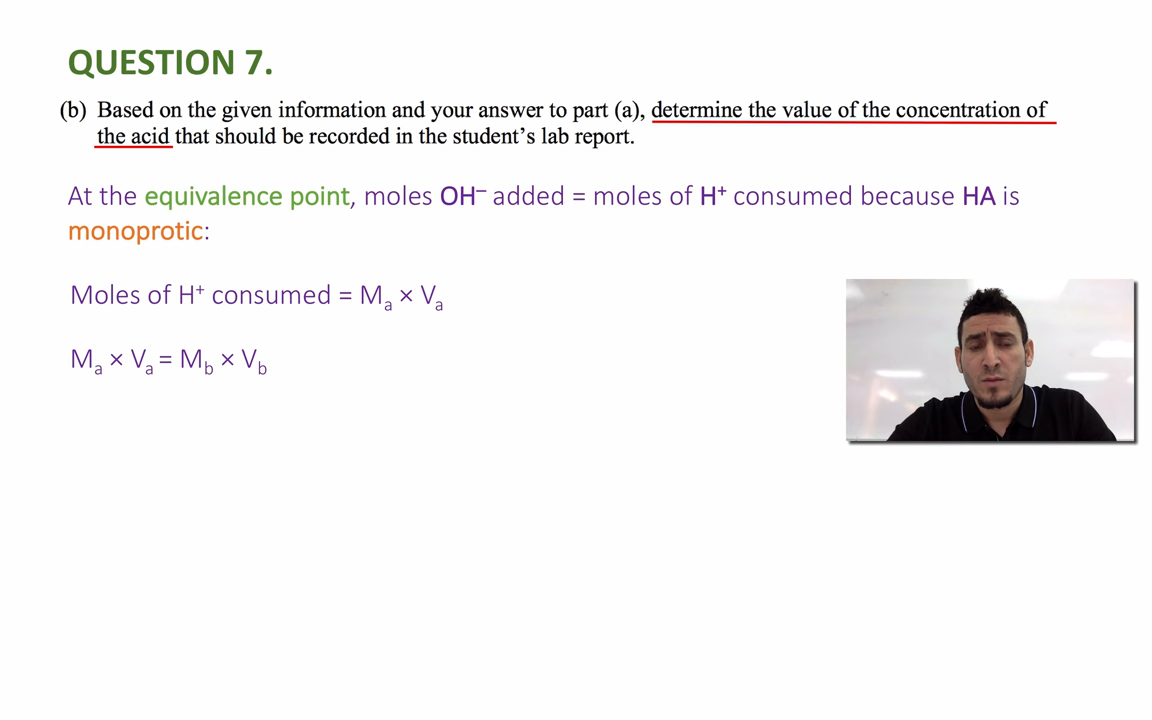 QUESTION 7.
(b) Based on the given information and your answer to part (a), determine the value of the concentration of
the acid that should be recorded in the student’s lab report.
At the equivalence point, moles OH⁻ added = moles of H⁺ consumed because HA is
monoprotic:
Moles of H⁺ consumed = Mₐ × Vₐ
Mₐ × Vₐ = M_b × V_b